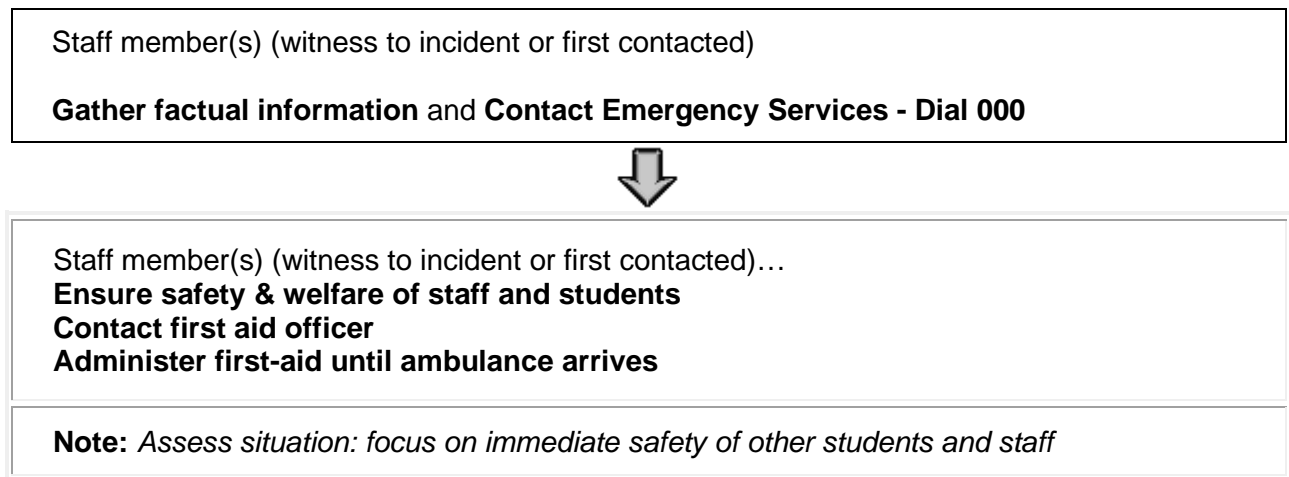 Staff member(s) (witness to incident or first contacted)
Gather factual information and Contact Emergency Services - Dial 000
Staff member(s) (witness to incident or first contacted)…
Ensure safety & welfare of staff and students
Contact first aid officer
Administer first-aid until ambulance arrives
Note: Assess situation: focus on immediate safety of other students and staff